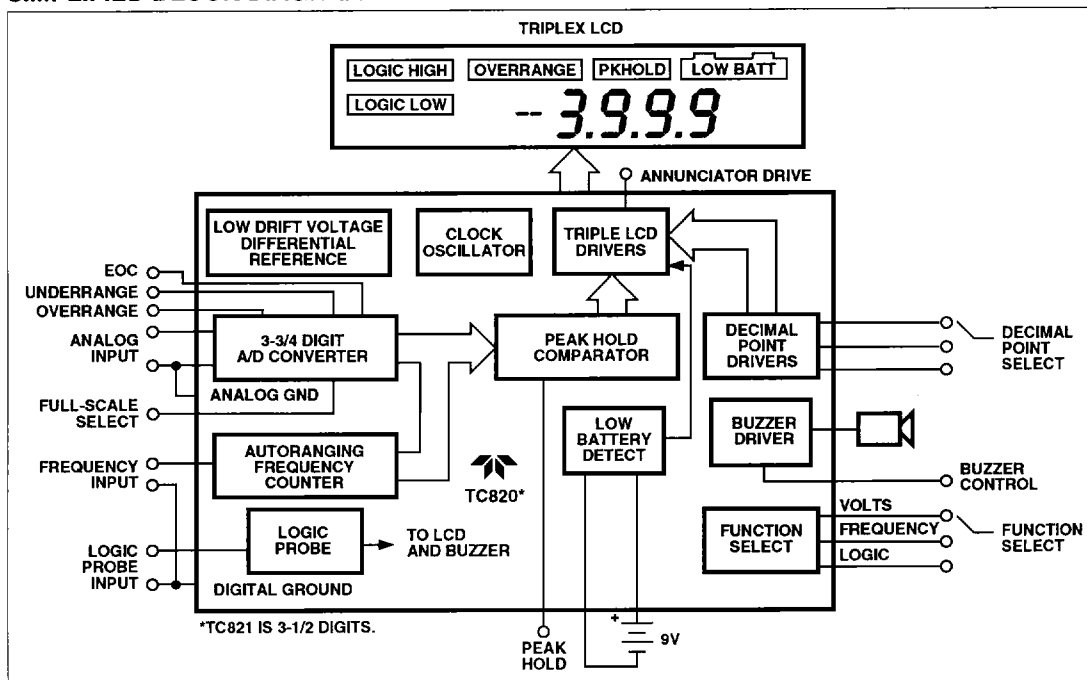 TRIPLEX LCD
LOGIC HIGH
OVERRANGE
PKHOLD
LOW BATT
LOGIC LOW
-3.9.9.9
ANNUNCIATOR DRIVE
LOW DRIFT VOLTAGE
DIFFERENTIAL
REFERENCE
CLOCK
OSCILLATOR
TRIPLE LCD
DRIVERS
EOC
UNDERRANGE
OVERRANGE
ANALOG
INPUT
3-3/4 DIGIT
A/D CONVERTER
PEAK HOLD
COMPARATOR
DECIMAL
POINT
DRIVERS
DECIMAL
POINT
SELECT
ANALOG GND
FULL-SCALE
SELECT
LOW
BATTERY
DETECT
BUZZER
DRIVER
FREQUENCY
INPUT
AUTORANGING
FREQUENCY
COUNTER
TC820*
BUZZER
CONTROL
LOGIC
PROBE
INPUT
LOGIC
PROBE
TO LCD
AND BUZZER
FUNCTION
SELECT
VOLTS
FREQUENCY
LOGIC
FUNCTION
SELECT
DIGITAL GROUND
*TC821 IS 3-1/2 DIGITS.
PEAK
HOLD
+
9V